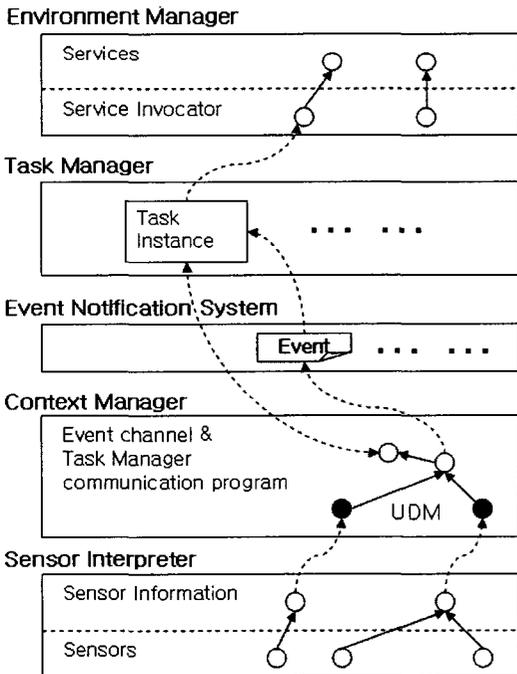 Environment Manager
Services
Service Invocator
Task Manager
Task
Instance
... ...
Event Notification System
Event
... ...
Context Manager
Event channel &
Task Manager
communication program
UDM
Sensor Interpreter
Sensor Information
Sensors